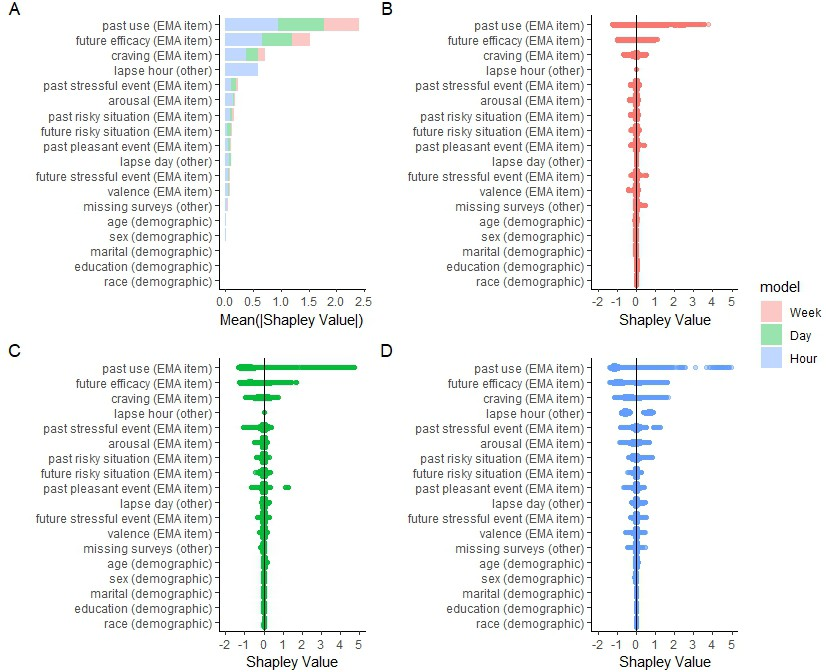 A
past use (EMA item)
future efficacy (EMA item)
craving (EMA item)
lapse hour (other)
past stressful event (EMA item)
arousal (EMA item)
past risky situation (EMA item)
future risky situation (EMA item)
past pleasant event (EMA item)
lapse day (other)
future stressful event (EMA item)
valence (EMA item)
missing surveys (other)
age (demographic)
sex (demographic)
marital (demographic)
education (demographic)
race (demographic)
0.0 0.5 1.0 1.5 2.0 2.5
Mean(|Shapley Value|)
B
past use (EMA item)
future efficacy (EMA item)
craving (EMA item)
lapse hour (other)
past stressful event (EMA item)
arousal (EMA item)
past risky situation (EMA item)
future risky situation (EMA item)
past pleasant event (EMA item)
lapse day (other)
future stressful event (EMA item)
valence (EMA item)
missing surveys (other)
age (demographic)
sex (demographic)
marital (demographic)
education (demographic)
race (demographic)
-2 -1 0 1 2 3 4 5
Shapley Value
model
Week
Day
Hour
C
past use (EMA item)
future efficacy (EMA item)
craving (EMA item)
lapse hour (other)
past stressful event (EMA item)
arousal (EMA item)
past risky situation (EMA item)
future risky situation (EMA item)
past pleasant event (EMA item)
lapse day (other)
future stressful event (EMA item)
valence (EMA item)
missing surveys (other)
age (demographic)
sex (demographic)
marital (demographic)
education (demographic)
race (demographic)
-2 -1 0 1 2 3 4 5
Shapley Value
D
past use (EMA item)
future efficacy (EMA item)
craving (EMA item)
lapse hour (other)
past stressful event (EMA item)
arousal (EMA item)
past risky situation (EMA item)
future risky situation (EMA item)
past pleasant event (EMA item)
lapse day (other)
future stressful event (EMA item)
valence (EMA item)
missing surveys (other)
age (demographic)
sex (demographic)
marital (demographic)
education (demographic)
race (demographic)
-2 -1 0 1 2 3 4 5
Shapley Value